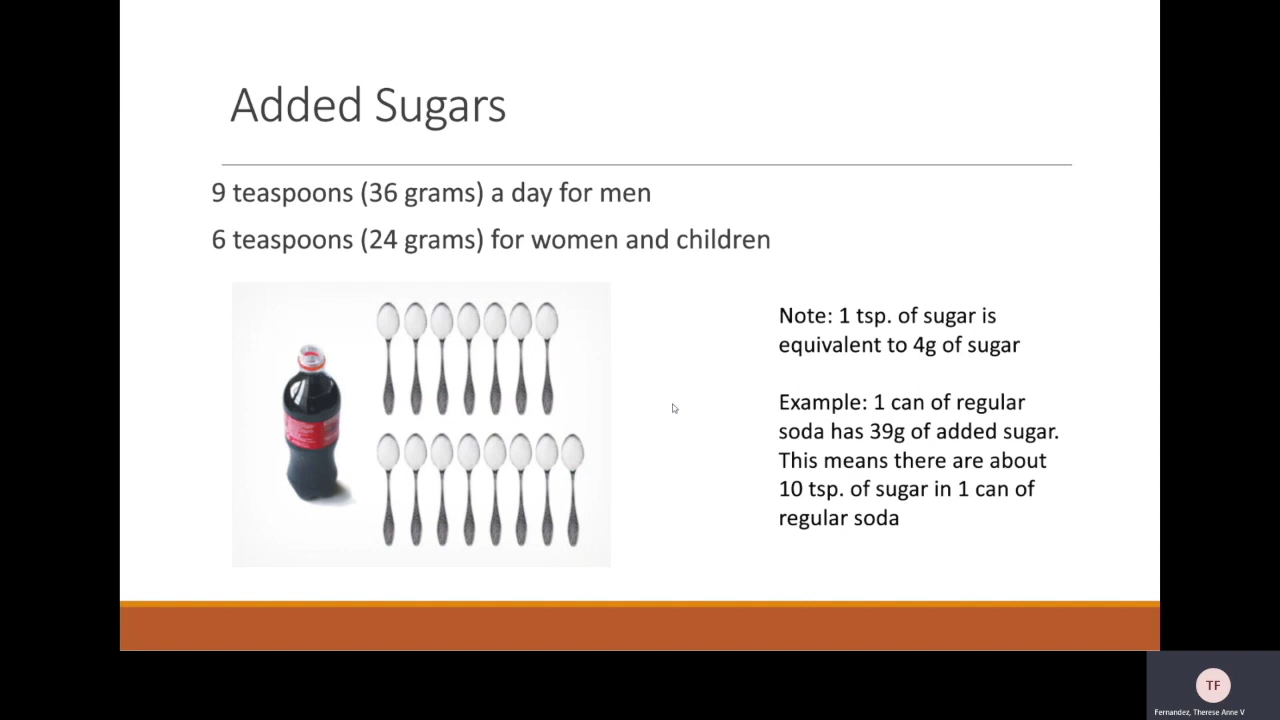 Added Sugars
9 teaspoons (36 grams) a day for men
6 teaspoons (24 grams) for women and children
Note: 1 tsp. of sugar is
equivalent to 4g of sugar
Example: 1 can of regular
soda has 39g of added sugar.
This means there are about
10 tsp. of sugar in 1 can of
regular soda
TF
Fernandez, Therese Anne V